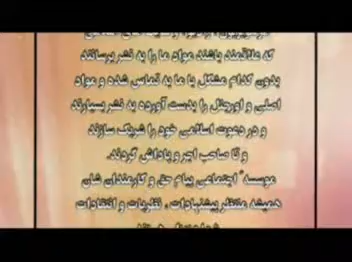 که علاقمند باشند مواد ما را به نشر برسانند
بدون کدام مشکل با ما به تماس شده و مواد
اصلی و اورجنل را بدست آورده به نشر بسپارند
و در دعوت اسلامی خود را شریک سازند
و تا صاحب اجر و پاداش گردند.
موسسهٔ اجتماعی پیام حق و کارمندان شان
همیشه منتظر پیشنهادات ، نظریات و انتقادات